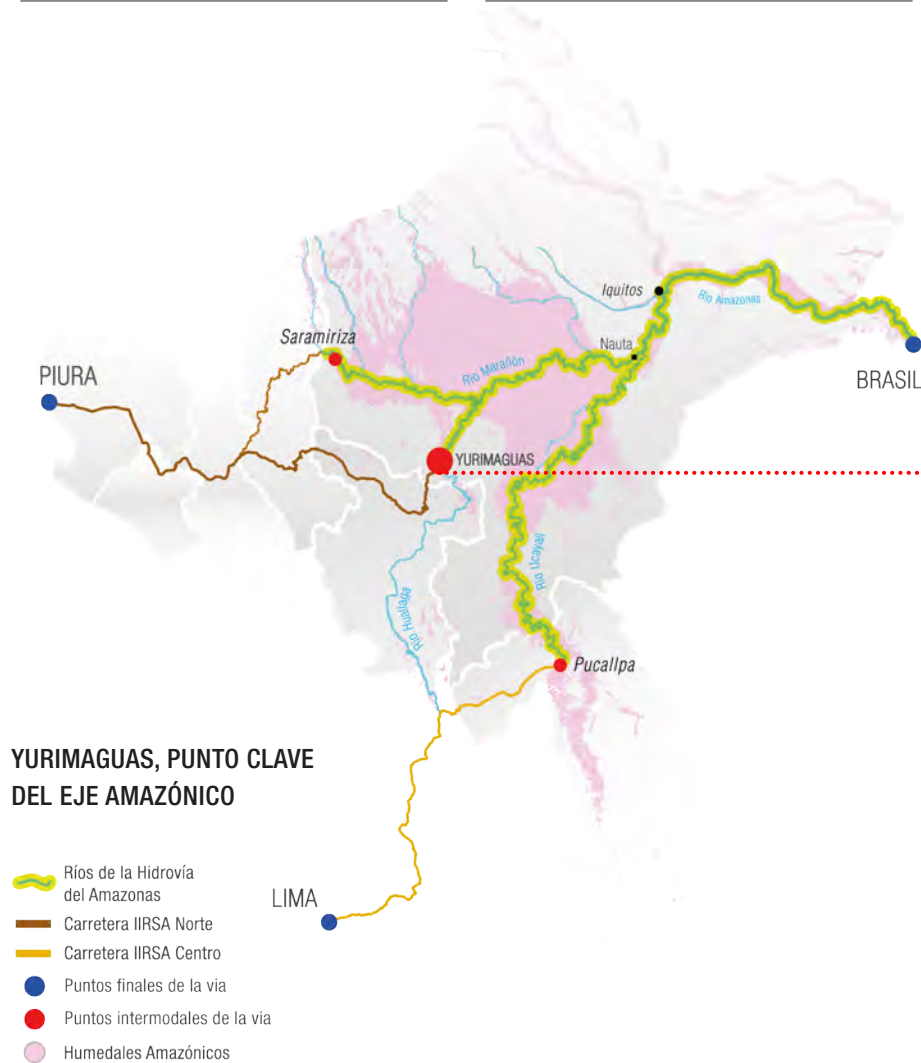 Iquitos
Río Amazonas
Saramiriza
Nauta
Río Marañón
PIURA
BRASIL
YURIMAGUAS
Río Ucayali
Río Huallaga
Pucallpa
YURIMAGUAS, PUNTO CLAVE
DEL EJE AMAZÓNICO
Ríos de la Hidrovía
del Amazonas
LIMA
Carretera IIRSA Norte
Carretera IIRSA Centro
Puntos finales de la via
Puntos intermodales de la via
Humedales Amazónicos